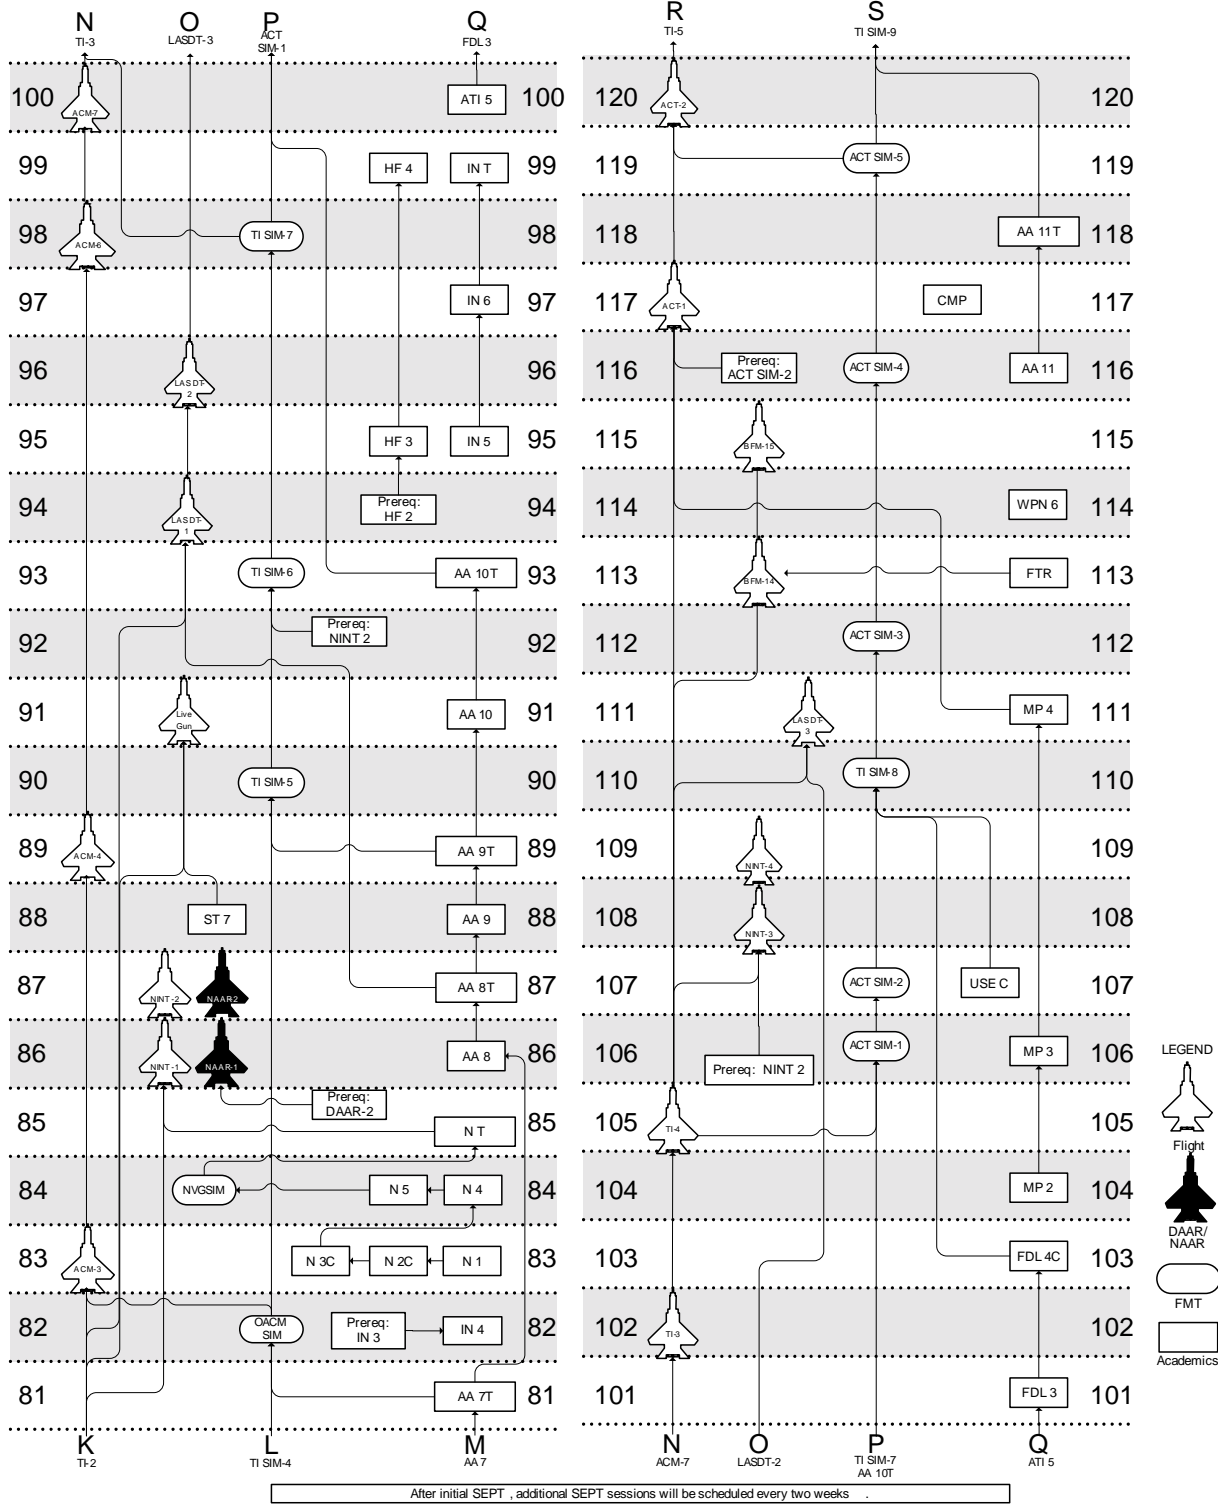 N O P Q
TI-3 LASDT-3 ACT SIM-1 FDL 3
100 ACM-7 ATI 5 100
99 HF 4 IN T 99
98 ACM-6 TI SIM-7 98
97 IN 6 97
96 LASDT-2 96
95 HF 3 IN 5 95
94 LASDT-1 Prereq: HF 2 94
93 TI SIM-6 AA 10T 93
92 Prereq: NINT 2 92
91 Live Gun AA 10 91
90 TI SIM-5 90
89 ACM-4 AA 9T 89
88 ST 7 AA 9 88
87 NINT-2 NAAR-2 AA 8T 87
86 NINT-1 NAAR-1 AA 8 86
85 Prereq: DAAR-2 N T 85
84 NVGSIM N 5 N 4 84
83 ACM-3 N 3C N 2C N 1 83
82 OACM SIM Prereq: IN 3 IN 4 82
81 AA 7T 81
K L M
TI-2 TI SIM-4 AA 7
R S
TI-5 TI SIM-9
120 ACT-2 120
119 ACT SIM-5 119
118 AA 11T 118
117 ACT-1 CMP 117
116 Prereq: ACT SIM-2 ACT SIM-4 AA 11 116
115 BFM-15 115
114 WPN 6 114
113 BFM-14 FTR 113
112 ACT SIM-3 112
111 LASDT-3 MP 4 111
110 TI SIM-8 110
109 NINT-4 109
108 NINT-3 108
107 ACT SIM-2 USE C 107
106 Prereq: NINT 2 ACT SIM-1 MP 3 106
105 TI-4 105
104 MP 2 104
103 FDL 4C 103
102 TI-3 102
101 FDL 3 101
N O P Q
ACM-7 LASDT-2 TI SIM-7 ATI 5
AA 10T
LEGEND
Flight
DAAR/
NAAR
FMT
Academics
After initial SEPT , additional SEPT sessions will be scheduled every two weeks .